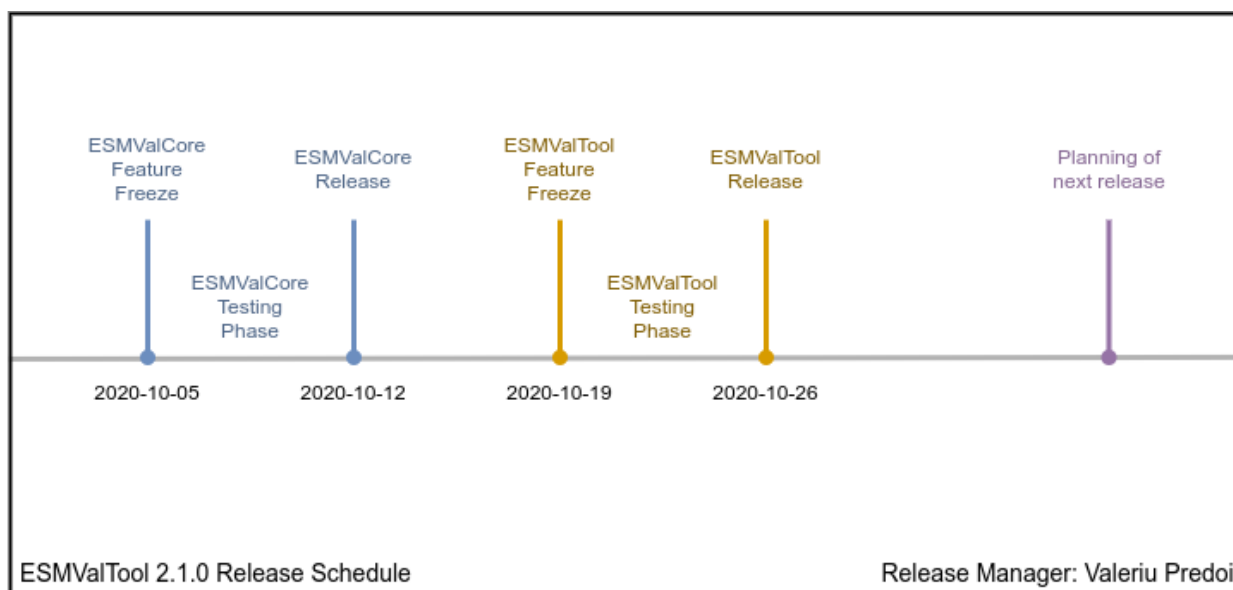 ESMValCore
Feature
Freeze
ESMValCore
Release
ESMValTool
Feature
Freeze
ESMValTool
Release
Planning of
next release
ESMValCore
Testing
Phase
ESMValTool
Testing
Phase
2020-10-05
2020-10-12
2020-10-19
2020-10-26
ESMValTool 2.1.0 Release Schedule
Release Manager: Valeriu Predoi